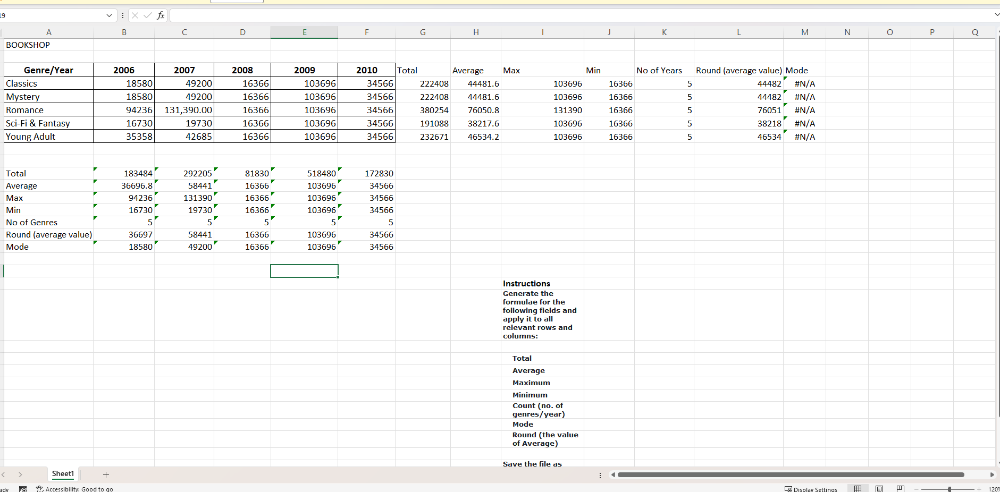 19 fx
A B C D E F G H I J K L M N O P Q
BOOKSHOP
Genre/Year 2006 2007 2008 2009 2010 Total Average Max Min No of Years Round (average value) Mode
Classics 18580 49200 16366 103696 34566 222408 44481.6 103696 16366 5 44482 #N/A
Mystery 18580 49200 16366 103696 34566 222408 44481.6 103696 16366 5 44482 #N/A
Romance 94236 131,390.00 16366 103696 34566 380254 76050.8 131390 16366 5 76051 #N/A
Sci-Fi & Fantasy 16730 19730 16366 103696 34566 191088 38217.6 103696 16366 5 38218 #N/A
Young Adult 35358 42685 16366 103696 34566 232671 46534.2 103696 16366 5 46534 #N/A
Total 183484 292205 81830 518480 172830
Average 36696.8 58441 16366 103696 34566
Max 94236 131390 16366 103696 34566
Min 16730 19730 16366 103696 34566
No of Genres 5 5 5 5 5
Round (average value) 36697 58441 16366 103696 34566
Mode 18580 49200 16366 103696 34566
Instructions
Generate the
formulae for the
following fields and
apply it to all
relevant rows and
columns:
Total
Average
Maximum
Minimum
Count (no. of
genres/year)
Mode
Round (the value
of Average)
Save the file as
Sheet1
ady Accessibility: Good to go Display Settings 120%